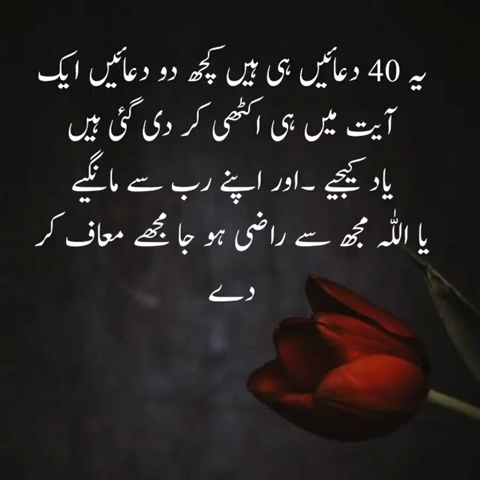 یہ 40 دعائیں ہی ہیں کچھ دو دعائیں ایک
آیت میں ہی اکٹھی کر دی گئی ہیں
یاد کیجیے ۔اور اپنے رب سے مانگیے
یا اللّٰہ مجھ سے راضی ہو جا مجھے معاف کر
دے